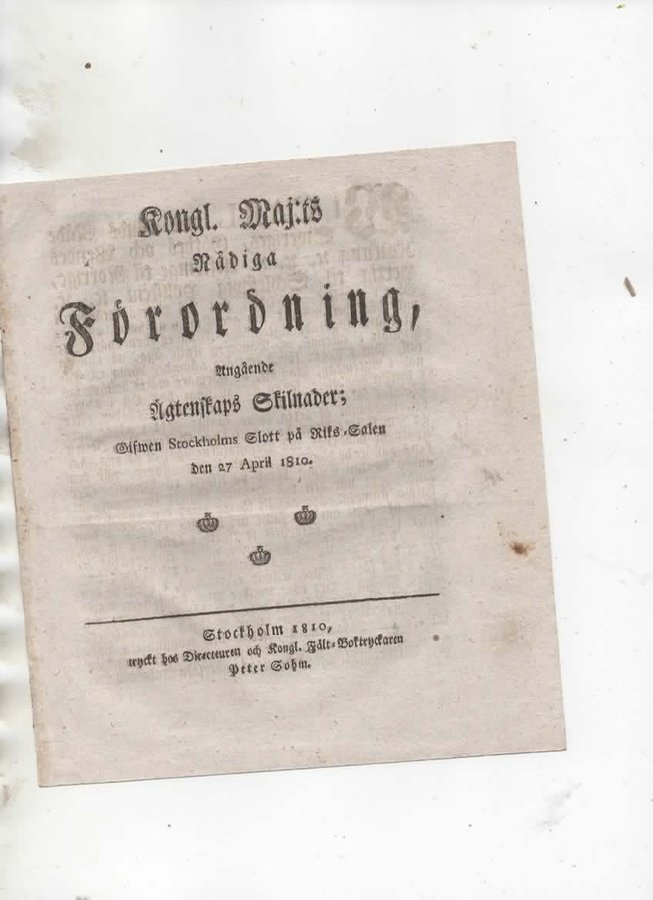 Kongl. Maj:ts
Nådiga
Förordning,
Angående
Ägtenskaps Skilnader;
Gifwen Stockholms Slott på Riks-Salen
den 27 April 1810.
Stockholm 1810,
tryckt hos Directeuren och Kongl. Fält-Boktryckaren
Peter Sohm.